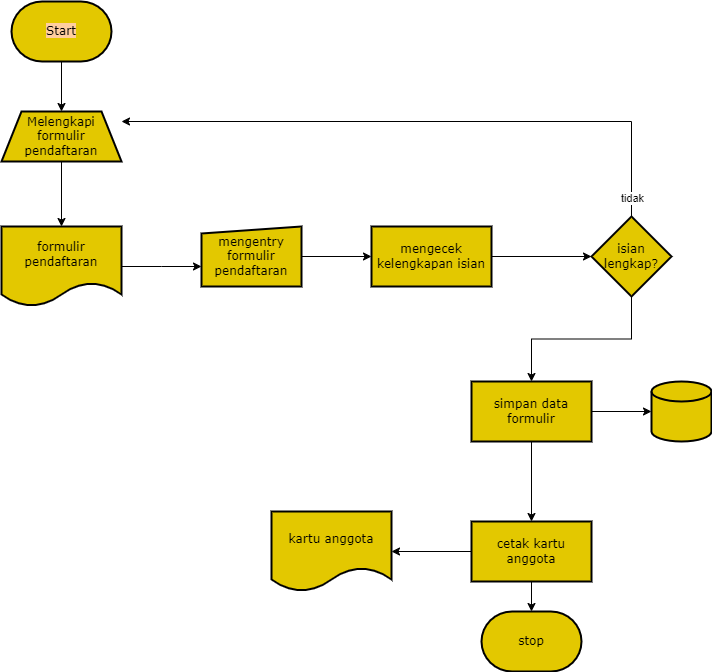 Start
Melengkapi
formulir
pendaftaran
tidak
formulir
pendaftaran
mengentry
formulir
pendaftaran
mengecek
kelengkapan isian
isian
lengkap?
simpan data
formulir
kartu anggota
cetak kartu
anggota
stop